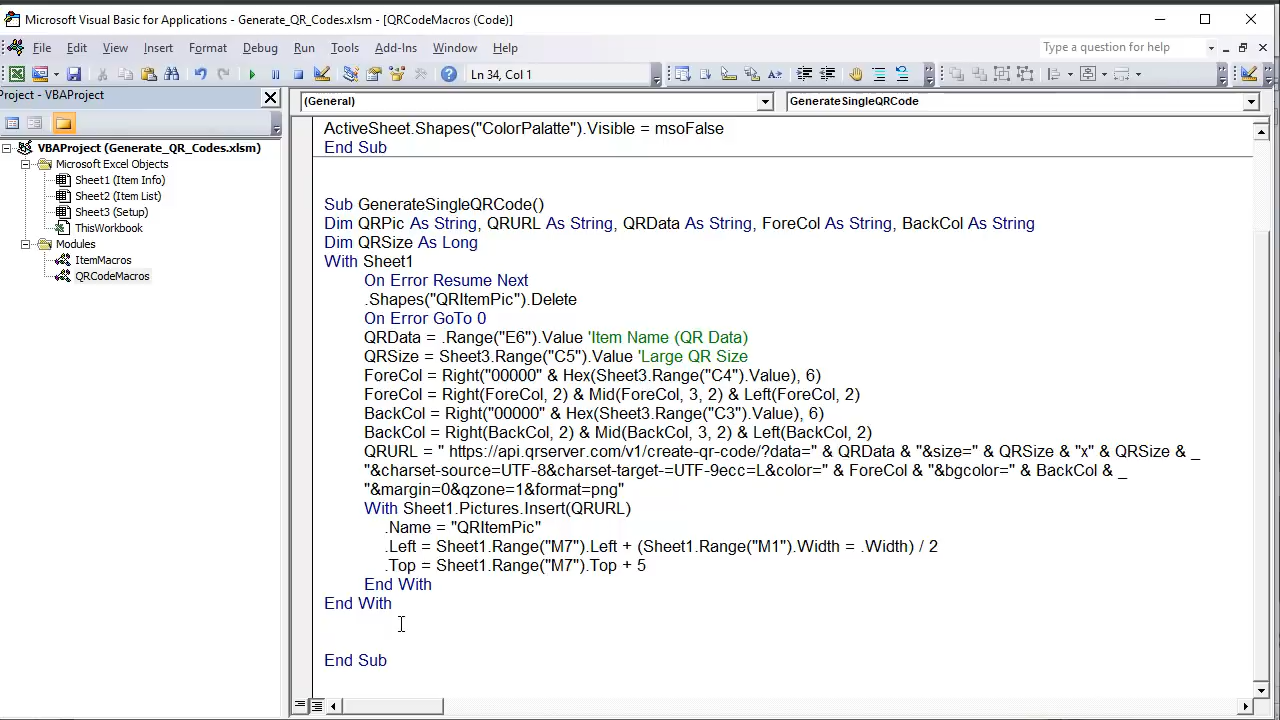 Microsoft Visual Basic for Applications - Generate_QR_Codes.xlsm - [QRCodeMacros (Code)]
File Edit View Insert Format Debug Run Tools Add-Ins Window Help
Type a question for help
Ln 34, Col 1
Project - VBAProject
(General)
GenerateSingleQRCode
VBAProject (Generate_QR_Codes.xlsm)
Microsoft Excel Objects
Sheet1 (Item Info)
Sheet2 (Item List)
Sheet3 (Setup)
ThisWorkbook
Modules
ItemMacros
QRCodeMacros
ActiveSheet.Shapes("ColorPalatte").Visible = msoFalse
End Sub
Sub GenerateSingleQRCode()
Dim QRPic As String, QRURL As String, QRData As String, ForeCol As String, BackCol As String
Dim QRSize As Long
With Sheet1
On Error Resume Next
.Shapes("QRItemPic").Delete
On Error GoTo 0
QRData = .Range("E6").Value 'Item Name (QR Data)
QRSize = Sheet3.Range("C5").Value 'Large QR Size
ForeCol = Right("00000" & Hex(Sheet3.Range("C4").Value), 6)
ForeCol = Right(ForeCol, 2) & Mid(ForeCol, 3, 2) & Left(ForeCol, 2)
BackCol = Right("00000" & Hex(Sheet3.Range("C3").Value), 6)
BackCol = Right(BackCol, 2) & Mid(BackCol, 3, 2) & Left(BackCol, 2)
QRURL = " https://api.qrserver.com/v1/create-qr-code/?data=" & QRData & "&size=" & QRSize & "x" & QRSize & _
"&charset-source=UTF-8&charset-target-=UTF-9ecc=L&color=" & ForeCol & "&bgcolor=" & BackCol & _
"&margin=0&qzone=1&format=png"
With Sheet1.Pictures.Insert(QRURL)
.Name = "QRItemPic"
.Left = Sheet1.Range("M7").Left + (Sheet1.Range("M1").Width = .Width) / 2
.Top = Sheet1.Range("M7").Top + 5
End With
End With
End Sub